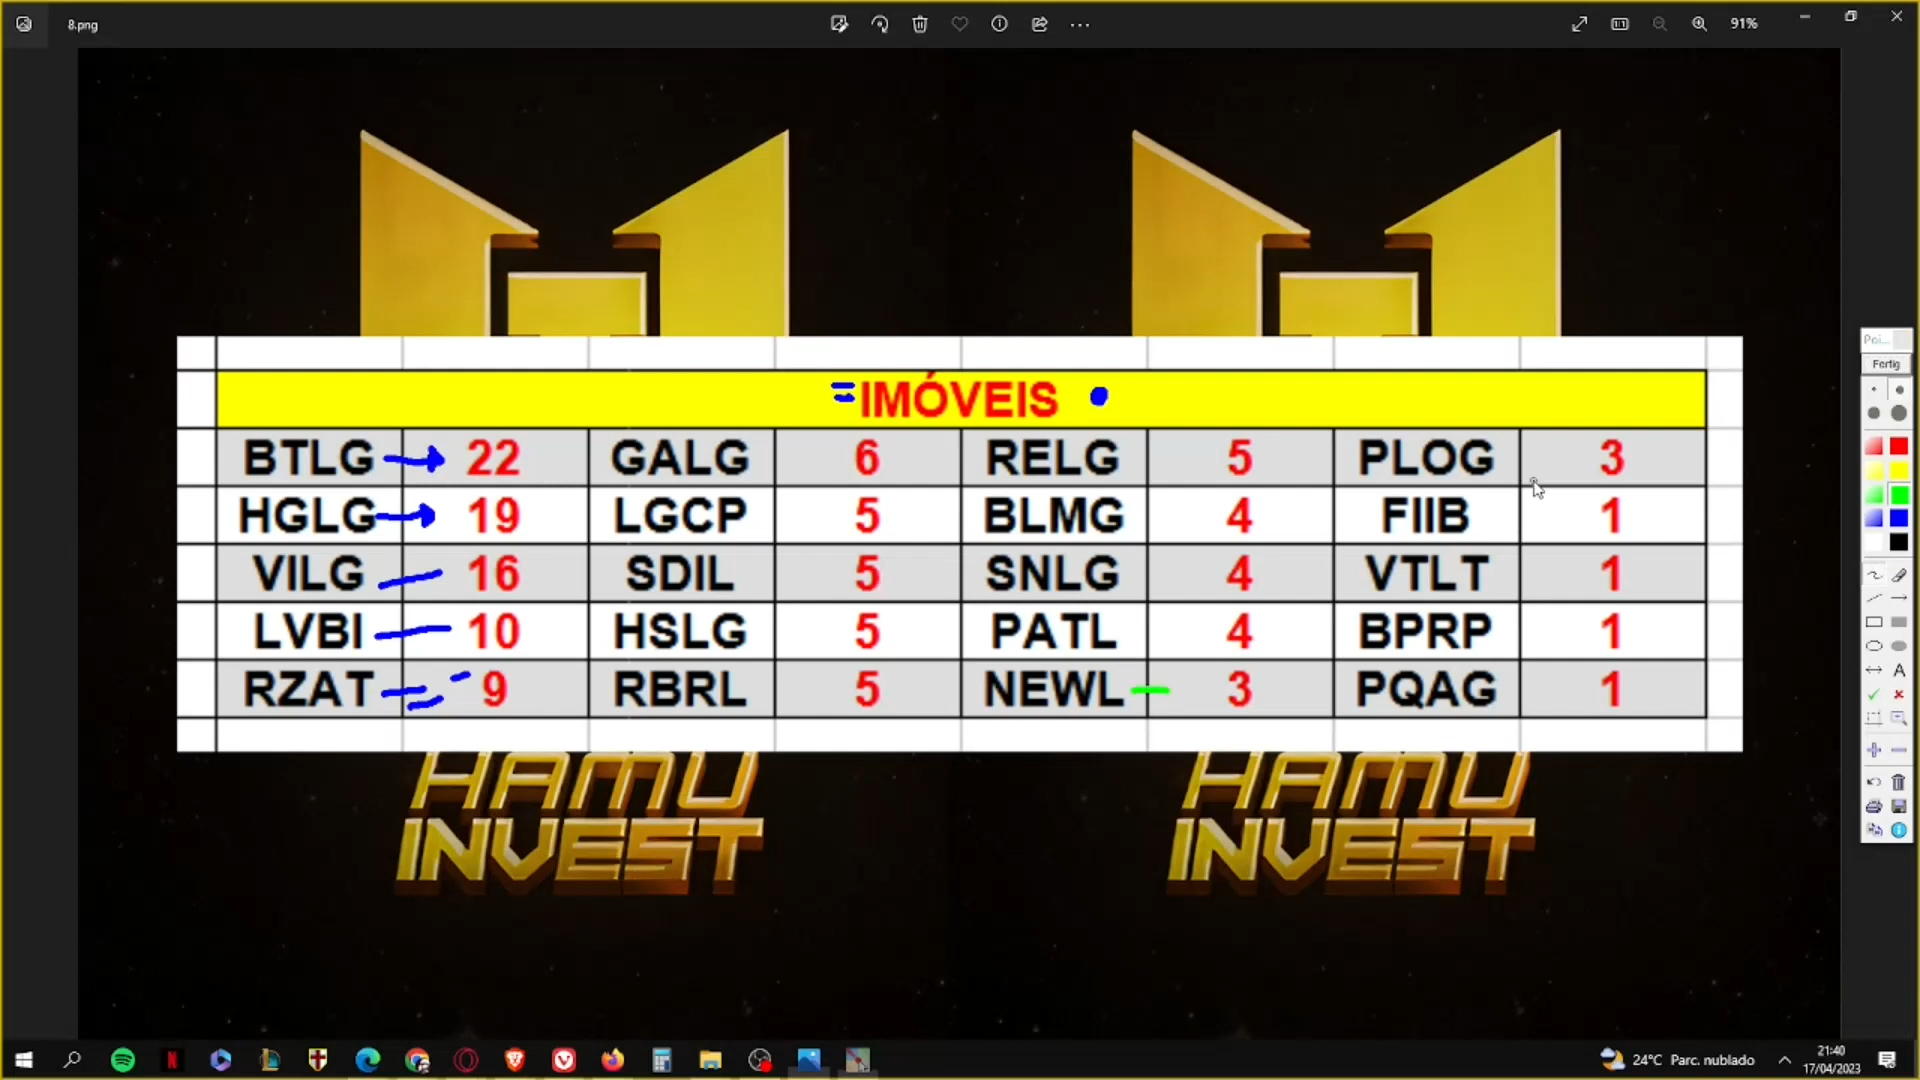 8.png
91%
Poi...
Fertig
IMÓVEIS
BTLG 22 GALG 6 RELG 5 PLOG 3
HGLG 19 LGCP 5 BLMG 4 FIIB 1
VILG 16 SDIL 5 SNLG 4 VTLT 1
LVBI 10 HSLG 5 PATL 4 BPRP 1
RZAT 9 RBRL 5 NEWL 3 PQAG 1
HAMU HAMU
INVEST INVEST
24°C Parc. nublado
21:40
17/04/2023